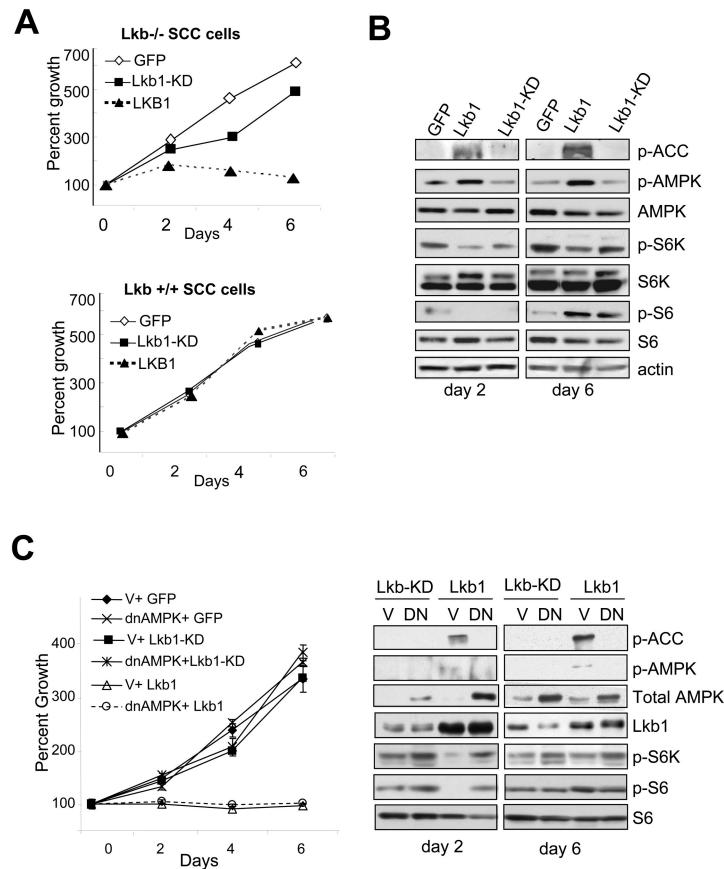 A
Lkb-/- SCC cells
700
500
300
100
Percent growth
GFP
Lkb1-KD
LKB1
0 2 4 6
Days
Lkb +/+ SCC cells
700
500
300
100
Percent growth
GFP
Lkb1-KD
LKB1
0 2 4 6
Days
B
GFP Lkb1 Lkb1-KD GFP Lkb1 Lkb1-KD
p-ACC
p-AMPK
AMPK
p-S6K
S6K
p-S6
S6
actin
day 2 day 6
C
V+ GFP
dnAMPK+ GFP
V+ Lkb1-KD
dnAMPK+Lkb1-KD
V+ Lkb1
dnAMPK+ Lkb1
400
300
200
100
Percent Growth
0 2 4 6
Days
Lkb-KD Lkb1 Lkb-KD Lkb1
V DN V DN V DN V DN
p-ACC
p-AMPK
Total AMPK
Lkb1
p-S6K
p-S6
S6
day 2 day 6